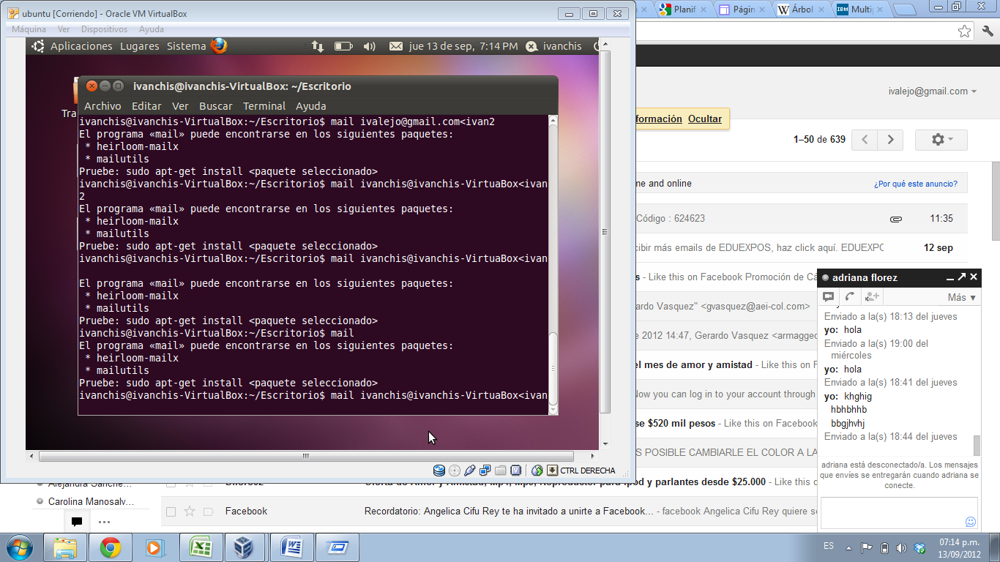 ubuntu [Corriendo] - Oracle VM VirtualBox
Máquina Ver Dispositivos Ayuda
Aplicaciones Lugares Sistema jue 13 de sep, 7:14 PM ivanchis
Tra
ivanchis@ivanchis-VirtualBox: ~/Escritorio
Archivo Editar Ver Buscar Terminal Ayuda
ivanchis@ivanchis-VirtualBox:~/Escritorio$ mail ivalejo@gmail.com<ivan2
El programa «mail» puede encontrarse en los siguientes paquetes:
* heirloom-mailx
* mailutils
Pruebe: sudo apt-get install <paquete seleccionado>
ivanchis@ivanchis-VirtualBox:~/Escritorio$ mail ivanchis@ivanchis-VirtuaBox<ivan
2
El programa «mail» puede encontrarse en los siguientes paquetes:
* heirloom-mailx
* mailutils
Pruebe: sudo apt-get install <paquete seleccionado>
ivanchis@ivanchis-VirtualBox:~/Escritorio$ mail ivanchis@ivanchis-VirtuaBox<ivan
El programa «mail» puede encontrarse en los siguientes paquetes:
* heirloom-mailx
* mailutils
Pruebe: sudo apt-get install <paquete seleccionado>
ivanchis@ivanchis-VirtualBox:~/Escritorio$ mail
El programa «mail» puede encontrarse en los siguientes paquetes:
* heirloom-mailx
* mailutils
Pruebe: sudo apt-get install <paquete seleccionado>
ivanchis@ivanchis-VirtualBox:~/Escritorio$ mail ivanchis@ivanchis-VirtuaBox<ivan
CTRL DERECHA
Planif Págin Árbol Multip
ivalejo@gmail.com
formación Ocultar
1–50 de 639
me and online ¿Por qué este anuncio?
Código : 624623 11:35
cibir más emails de EDUEXPOS, haz click aquí. EDUEXPO 12 sep
s - Like this on Facebook Promoción de Cá
ardo Vasquez" <gvasquez@aei-col.com>
e 2012 14:47, Gerardo Vasquez <armagged
el mes de amor y amistad - Like this on F
Now you can log in to your account through
se $520 mil pesos - Like this on Facebook
S POSIBLE CAMBIARLE EL COLOR A LA
y parlantes desde $25.000 - Like this
Facebook Recordatorio: Angelica Cifu Rey te ha invitado a unirte a Facebook... - facebook Angelica Cifu Rey quiere se
Carolina Manosalv...
adriana florez
Más
Enviado a la(s) 18:13 del jueves
yo: hola
Enviado a la(s) 19:00 del
miércoles
yo: hola
Enviado a la(s) 18:41 del jueves
yo: khghig
hbhbhhb
bbgjhvhj
Enviado a la(s) 18:44 del jueves
adriana está desconectado/a. Los mensajes
que envíes se entregarán cuando adriana se
conecte.
ES
07:14 p.m.
13/09/2012